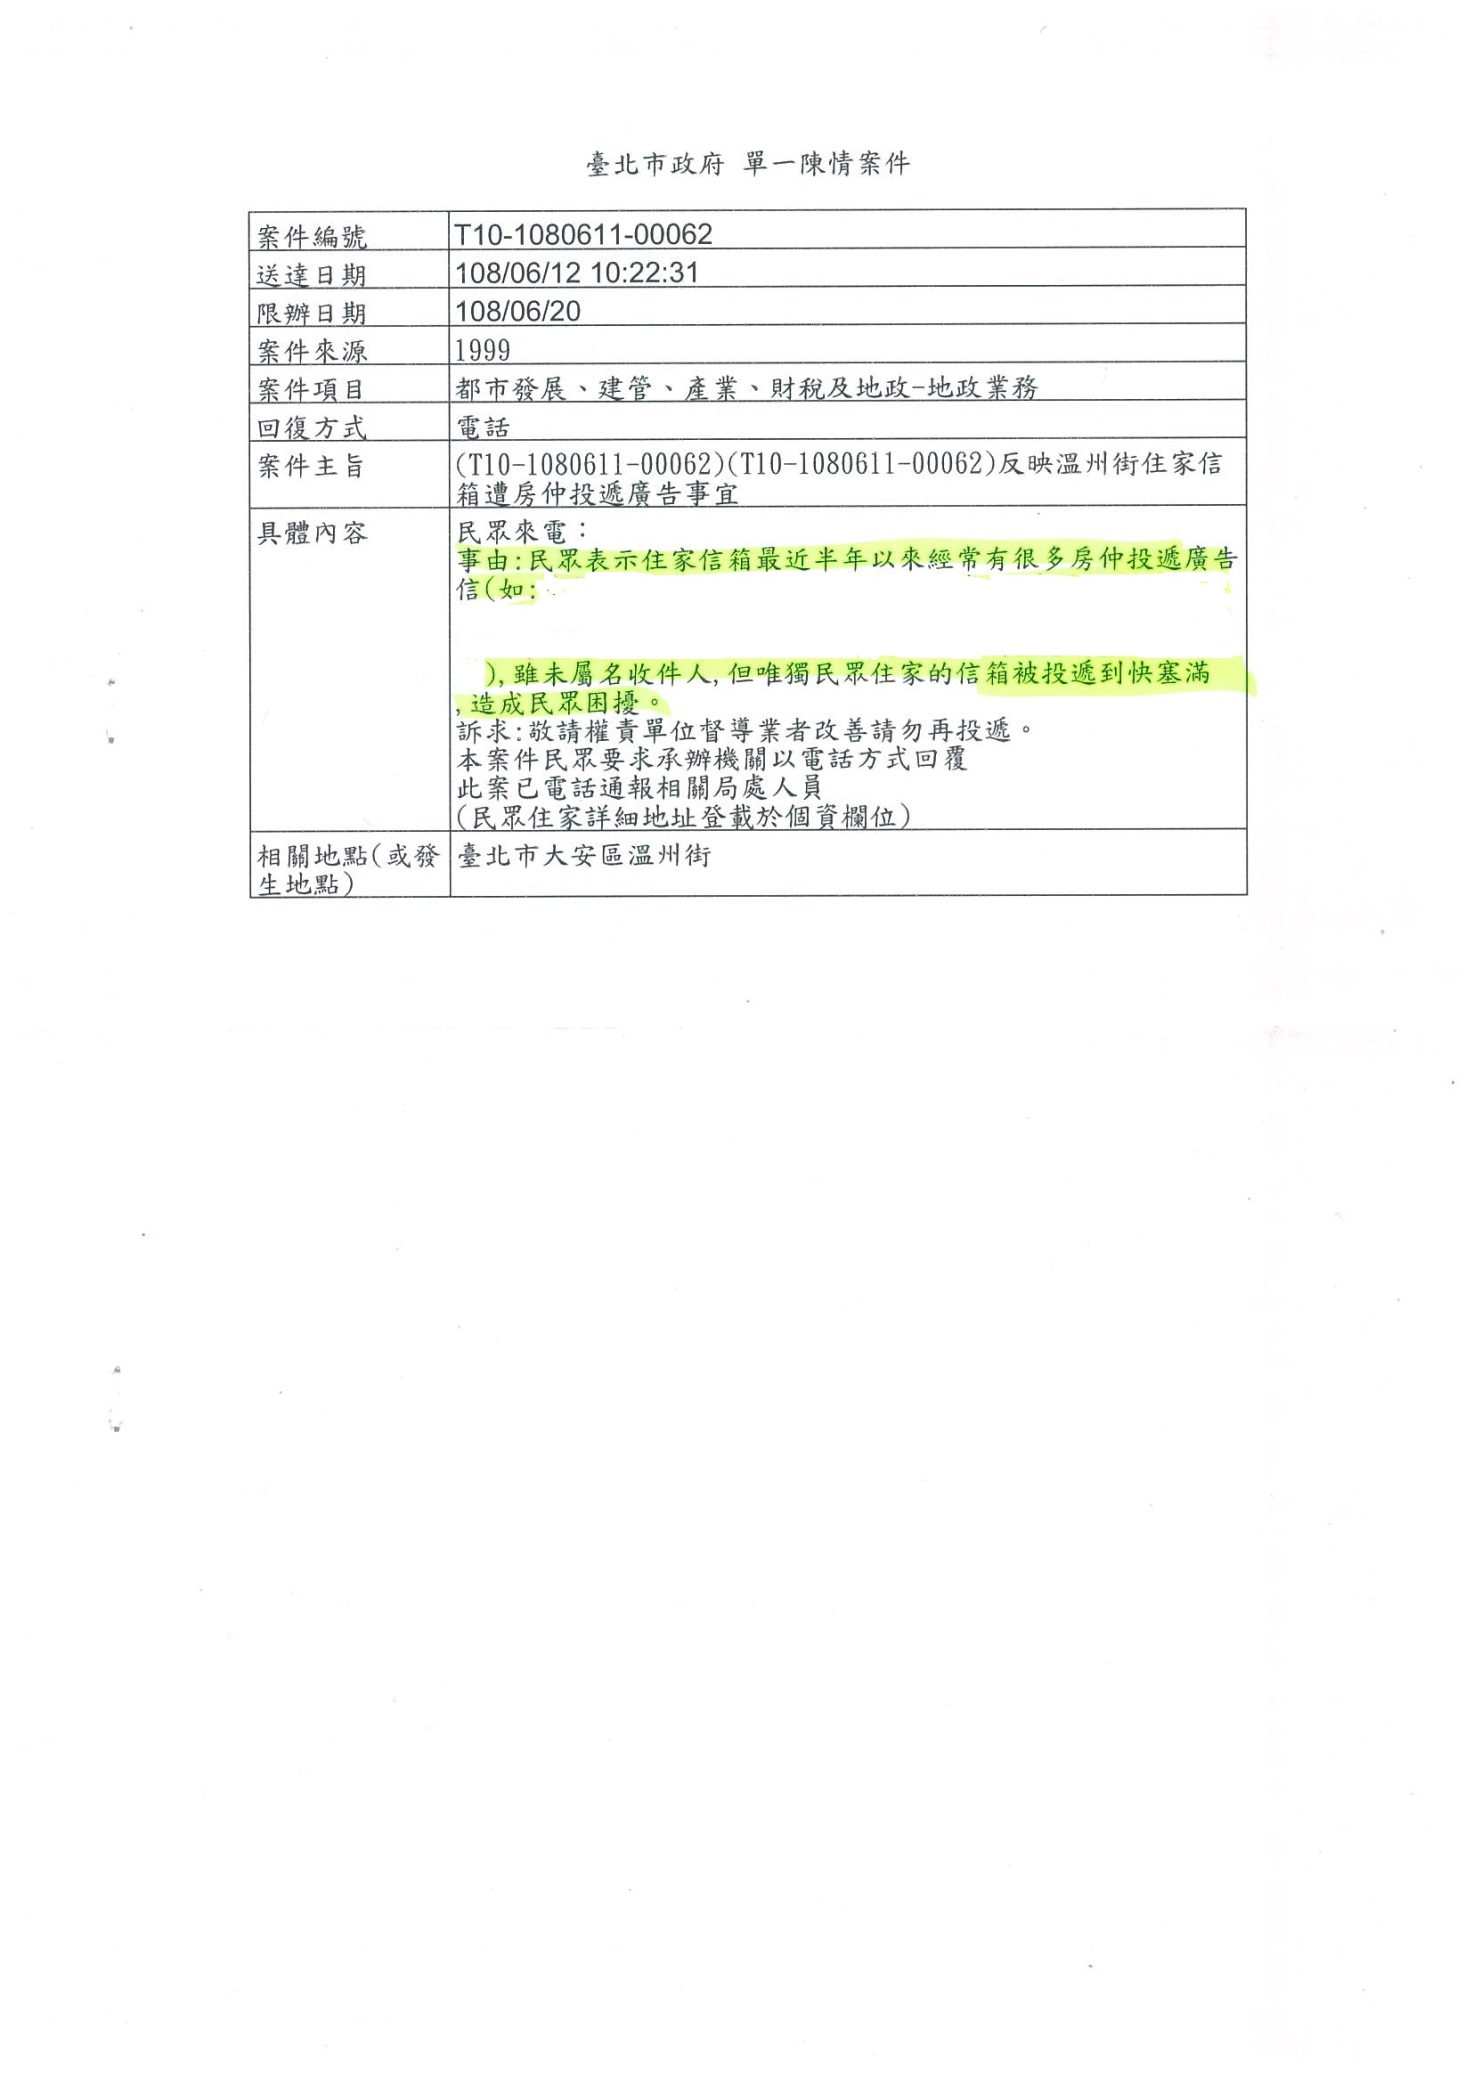 臺北市政府 單一陳情案件
案件編號 T10-1080611-00062
送達日期 108/06/12 10:22:31
限辦日期 108/06/20
案件來源 1999
案件項目 都市發展、建管、產業、財稅及地政-地政業務
回復方式 電話
案件主旨 (T10-1080611-00062)(T10-1080611-00062)反映溫州街住家信
箱遭房仲投遞廣告事宜
具體內容 民眾來電：
事由:民眾表示住家信箱最近半年以來經常有很多房仲投遞廣告
信(如:
),雖未屬名收件人,但唯獨民眾住家的信箱被投遞到快塞滿
,造成民眾困擾。
訴求:敬請權責單位督導業者改善請勿再投遞。
本案件民眾要求承辦機關以電話方式回覆
此案已電話通報相關局處人員
(民眾住家詳細地址登載於個資欄位)
相關地點(或發 臺北市大安區溫州街
生地點)